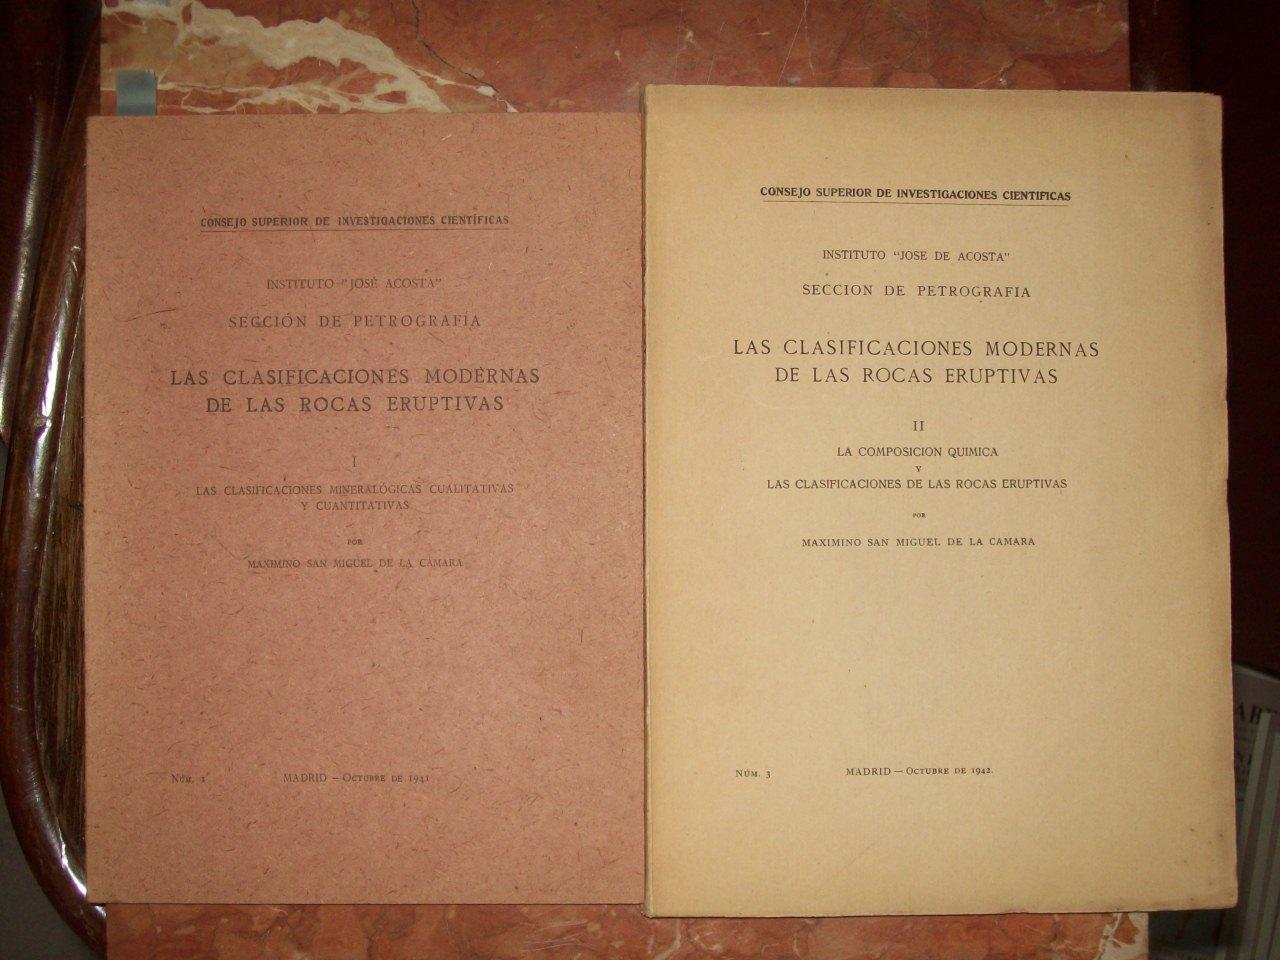 CONSEJO SUPERIOR DE INVESTIGACIONES CIENTÍFICAS
INSTITUTO "JOSÉ ACOSTA"
SECCIÓN DE PETROGRAFÍA
LAS CLASIFICACIONES MODERNAS
DE LAS ROCAS ERUPTIVAS
I
LAS CLASIFICACIONES MINERALÓGICAS CUALITATIVAS
Y CUANTITATIVAS
POR
MAXIMINO SAN MIGUEL DE LA CÁMARA
NÚM. 1 MADRID — OCTUBRE DE 1941
CONSEJO SUPERIOR DE INVESTIGACIONES CIENTIFICAS
INSTITUTO "JOSE DE ACOSTA"
SECCION DE PETROGRAFIA
LAS CLASIFICACIONES MODERNAS
DE LAS ROCAS ERUPTIVAS
II
LA COMPOSICION QUIMICA
Y
LAS CLASIFICACIONES DE LAS ROCAS ERUPTIVAS
POR
MAXIMINO SAN MIGUEL DE LA CAMARA
NÚM. 3 MADRID — OCTUBRE DE 1942.